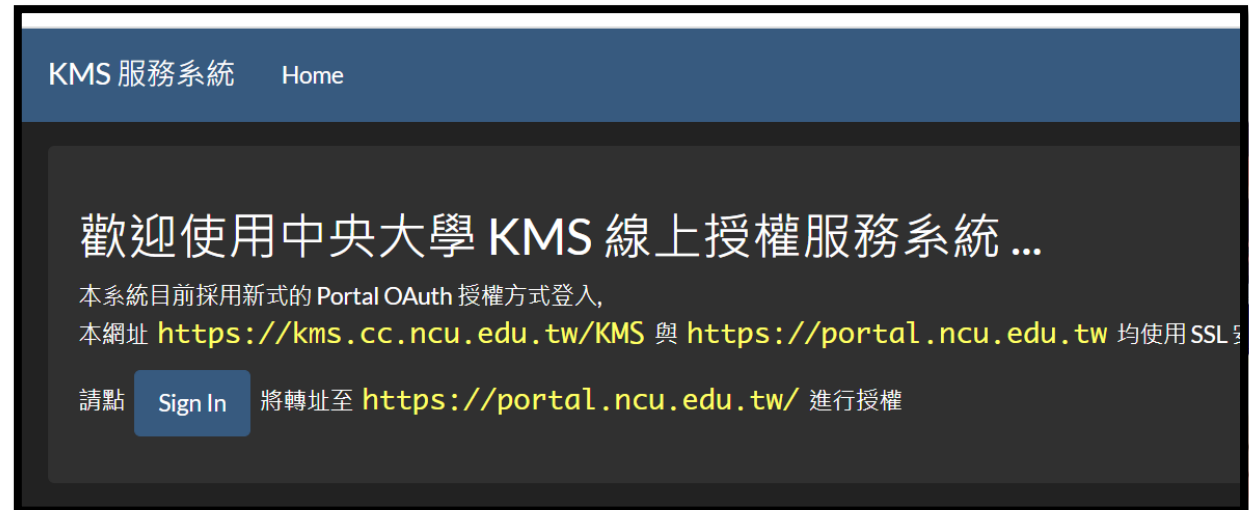 KMS 服務系統 Home
歡迎使用中央大學 KMS 線上授權服務系統 ...
本系統目前採用新式的 Portal OAuth 授權方式登入,
本網址 https://kms.cc.ncu.edu.tw/KMS 與 https://portal.ncu.edu.tw 均使用 SSL
請點 Sign In 將轉址至 https://portal.ncu.edu.tw/ 進行授權